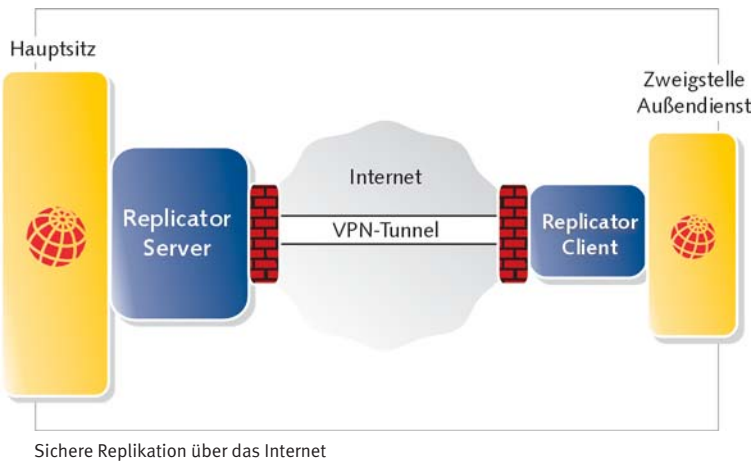 Hauptsitz
Zweigstelle
Außendienst
Internet
Replicator
Server
VPN-Tunnel
Replicator
Client
Sichere Replikation über das Internet